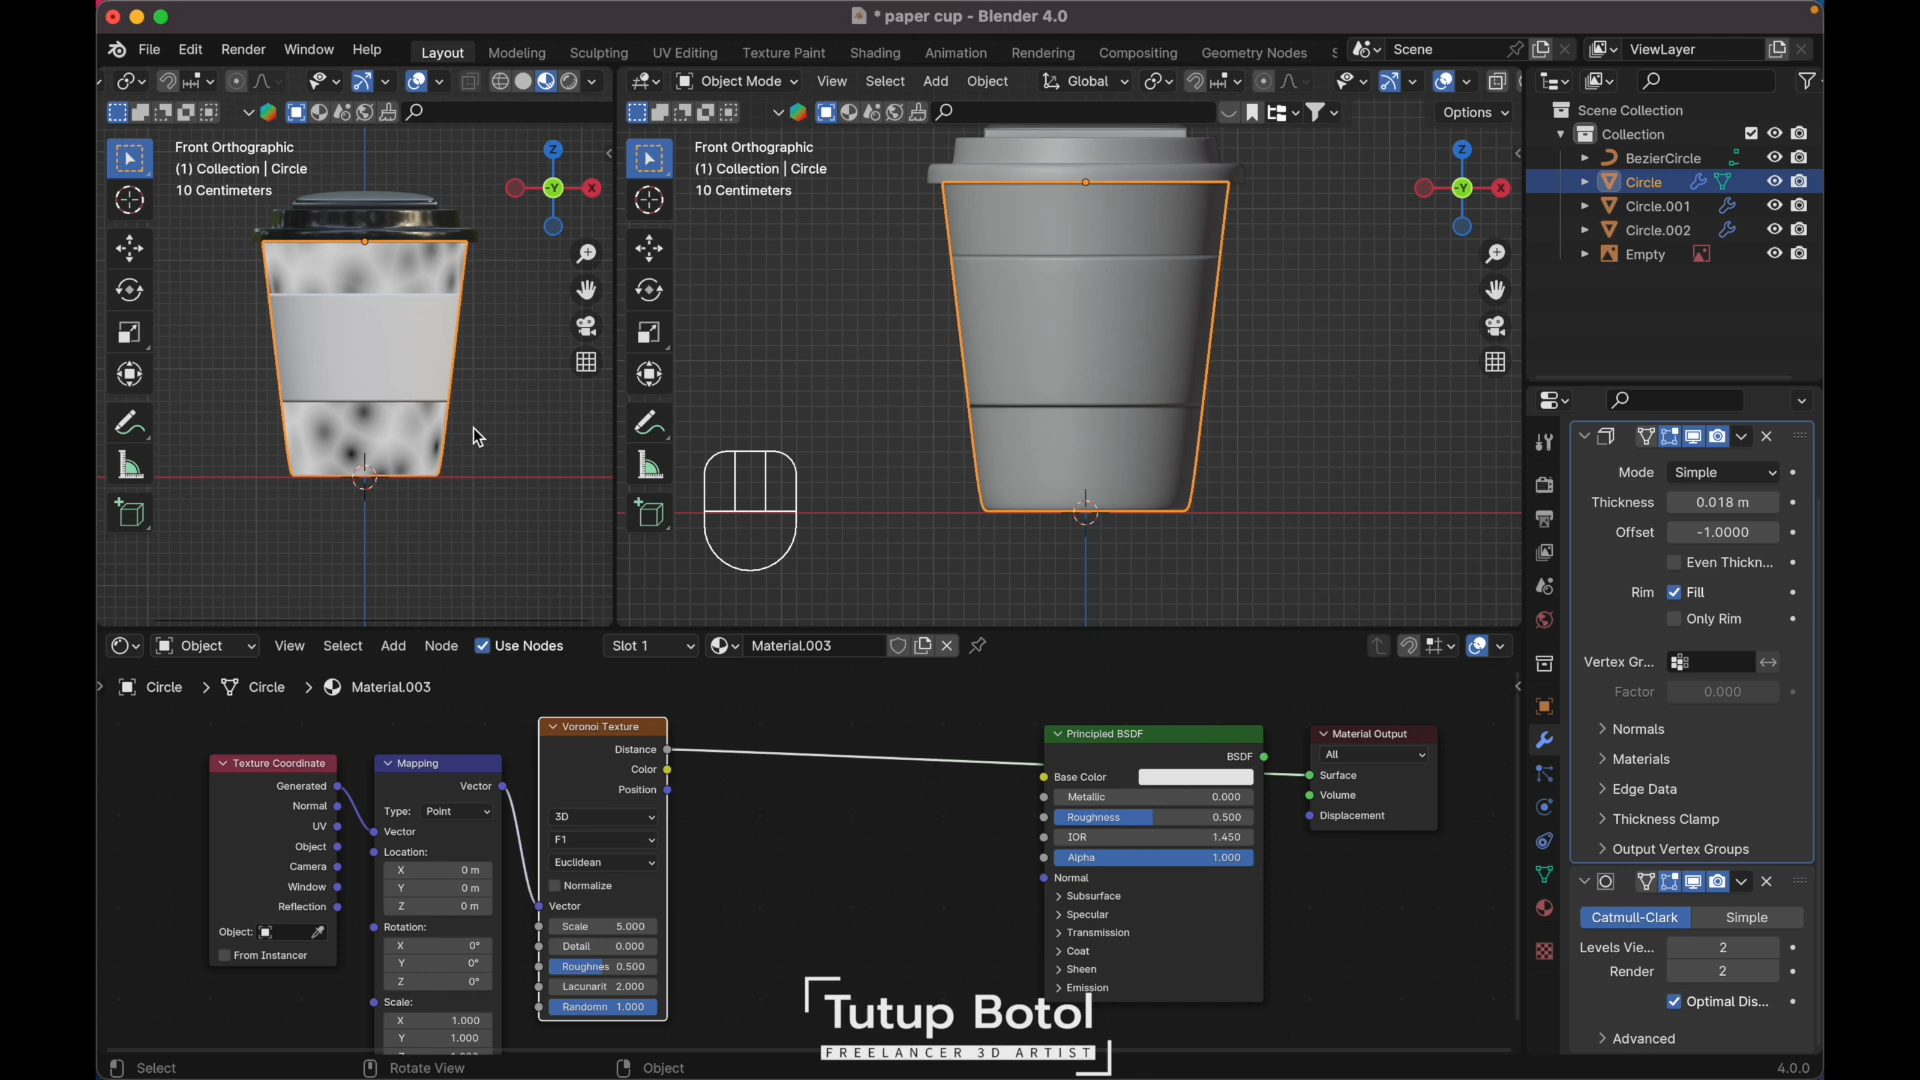 * paper cup - Blender 4.0
File Edit Render Window Help
Layout Modeling Sculpting UV Editing Texture Paint Shading Animation Rendering Compositing Geometry Nodes
Scene
ViewLayer
Object Mode View Select Add Object
Global
Options
Front Orthographic
(1) Collection | Circle
10 Centimeters
Z
-Y
X
Front Orthographic
(1) Collection | Circle
10 Centimeters
Z
-Y
X
Scene Collection
Collection
BezierCircle
Circle
Circle.001
Circle.002
Empty
Mode Simple
Thickness 0.018 m
Offset -1.0000
Even Thickn...
Rim Fill
Only Rim
Vertex Gr...
Factor 0.000
Normals
Materials
Edge Data
Thickness Clamp
Output Vertex Groups
Catmull-Clark Simple
Levels Vie... 2
Render 2
Optimal Dis...
Advanced
Object View Select Add Node Use Nodes Slot 1 Material.003
Circle > Circle > Material.003
Texture Coordinate
Generated
Normal
UV
Object
Camera
Window
Reflection
Object:
From Instancer
Mapping
Vector
Type: Point
Vector
Location:
X 0 m
Y 0 m
Z 0 m
Rotation:
X 0°
Y 0°
Z 0°
Scale:
X 1.000
Y 1.000
Voronoi Texture
Distance
Color
Position
3D
F1
Euclidean
Normalize
Vector
Scale 5.000
Detail 0.000
Roughnes 0.500
Lacunarit 2.000
Randomn 1.000
Principled BSDF
BSDF
Base Color
Metallic 0.000
Roughness 0.500
IOR 1.450
Alpha 1.000
Normal
Subsurface
Specular
Transmission
Coat
Sheen
Emission
Material Output
All
Surface
Volume
Displacement
Tutup Botol
FREELANCER 3D ARTIST
Select Rotate View Object
4.0.0